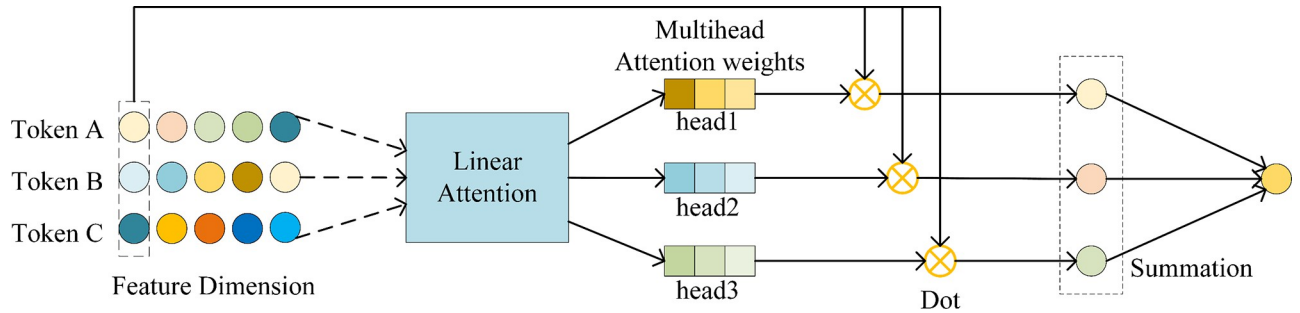 Multihead
Attention weights
Token A
head1
Token B
Linear
Attention
head2
Token C
Feature Dimension
head3
Dot
Summation